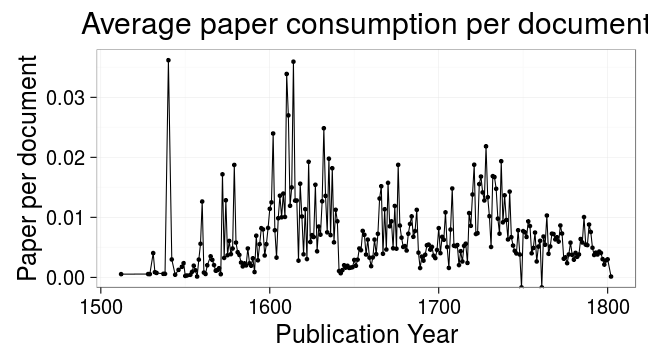 Average paper consumption per document
Paper per document
0.03
0.02
0.01
0.00
1500 1600 1700 1800
Publication Year